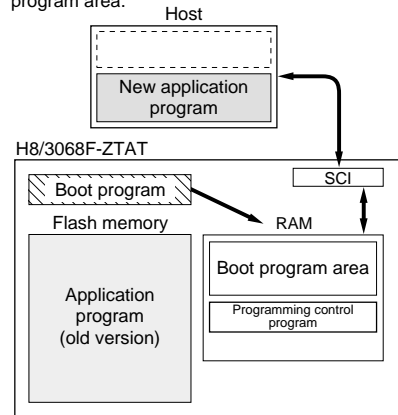 program area.
Host
New application
program
H8/3068F-ZTAT
SCI
Boot program
Flash memory
RAM
Boot program area
Application
program
(old version)
Programming control
program